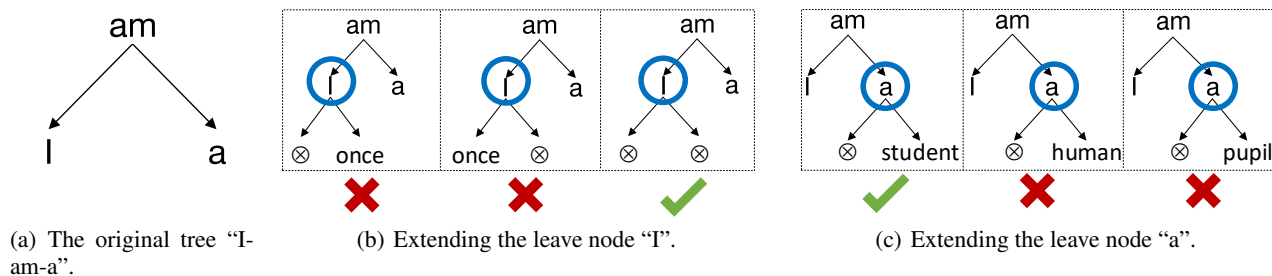 am
I a
am
I a
⊗ once
am
I a
once ⊗
am
I a
⊗ ⊗
am
I a
⊗ student
am
I a
⊗ human
am
I a
⊗ pupil
(a) The original tree “I-
am-a”.
(b) Extending the leave node “I”.
(c) Extending the leave node “a”.